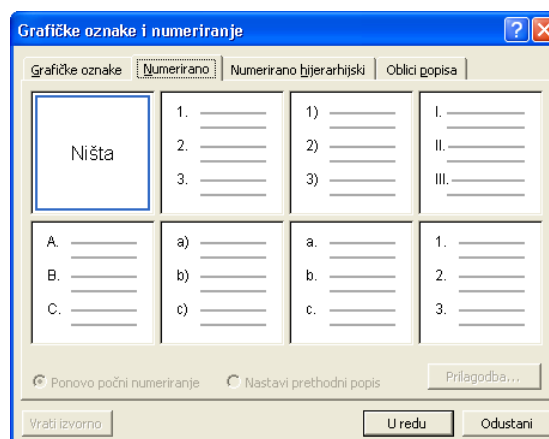 Grafičke oznake i numeriranje
Grafičke oznake Numerirano Numerirano hijerarhijski Oblici popisa
Ništa
1.
2.
3.
1)
2)
3)
I.
II.
III.
A.
B.
C.
a)
b)
c)
a.
b.
c.
1.
2.
3.
Ponovo počni numeriranje Nastavi prethodni popis Prilagodba...
Vrati izvorno U redu Odustani